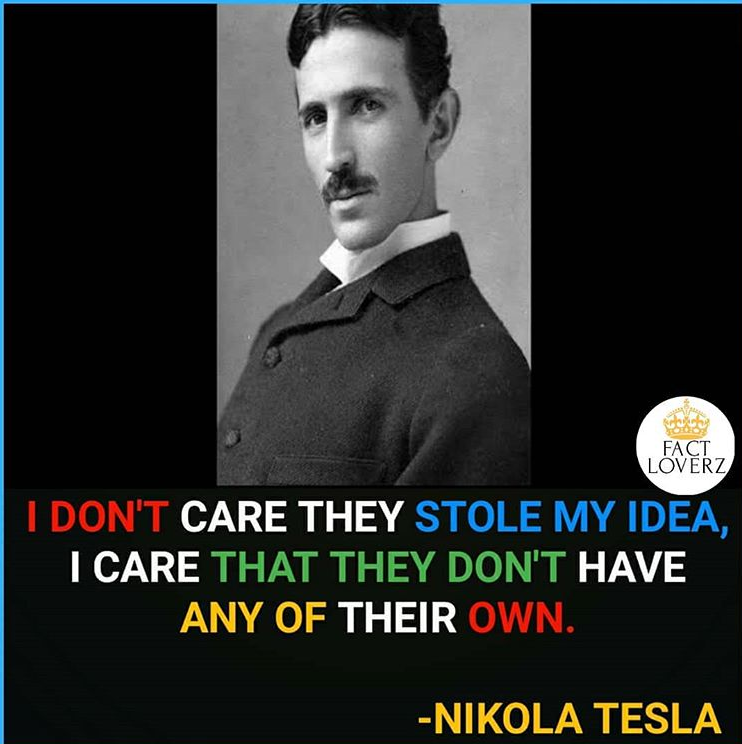 FACT
LOVERZ
I DON'T CARE THEY STOLE MY IDEA,
I CARE THAT THEY DON'T HAVE
ANY OF THEIR OWN.
-NIKOLA TESLA